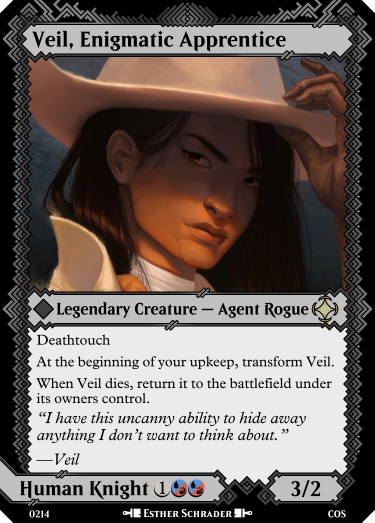 Veil, Enigmatic Apprentice
Legendary Creature — Agent Rogue
Deathtouch
At the beginning of your upkeep, transform Veil.
When Veil dies, return it to the battlefield under
its owners control.
“I have this uncanny ability to hide away
anything I don’t want to think about.”
—Veil
Human Knight 1
3/2
0214
Esther Schrader
COS